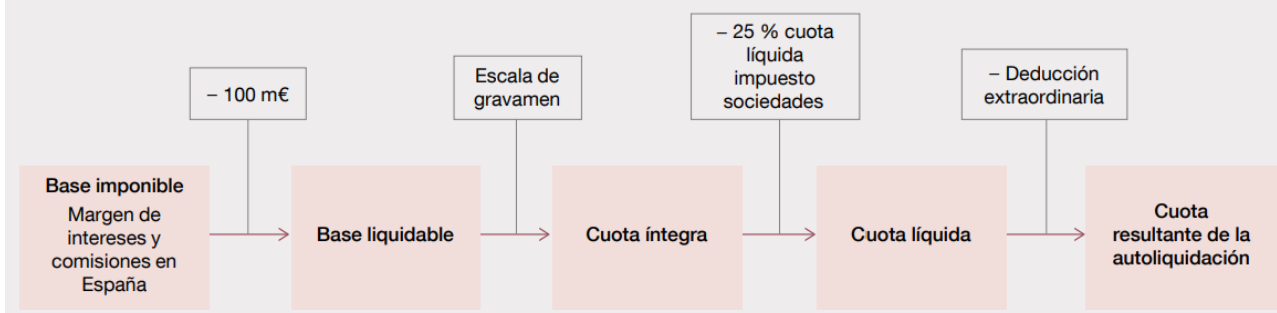 – 100 m€
Escala de
gravamen
– 25 % cuota
líquida
impuesto
sociedades
– Deducción
extraordinaria
Base imponible
Margen de
intereses y
comisiones en
España
Base liquidable
Cuota íntegra
Cuota líquida
Cuota
resultante de la
autoliquidación